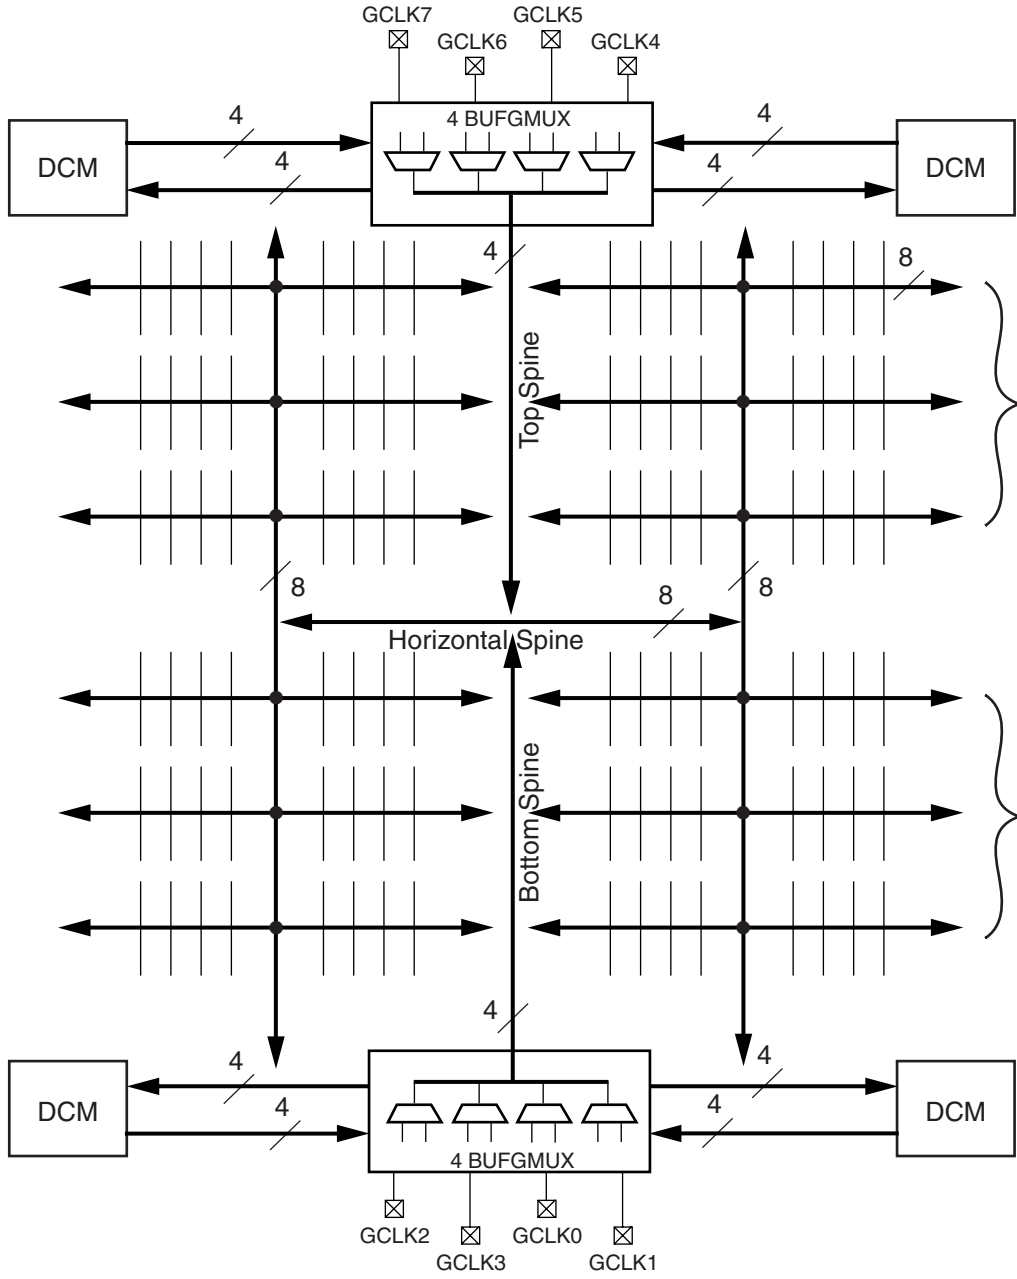 GCLK7
GCLK5
GCLK6
GCLK4
4 BUFGMUX
4
4
DCM
DCM
4
4
4
8
Top Spine
8
8
8
Horizontal Spine
Bottom Spine
4
4
4
DCM
DCM
4
4
4 BUFGMUX
GCLK2
GCLK0
GCLK3
GCLK1